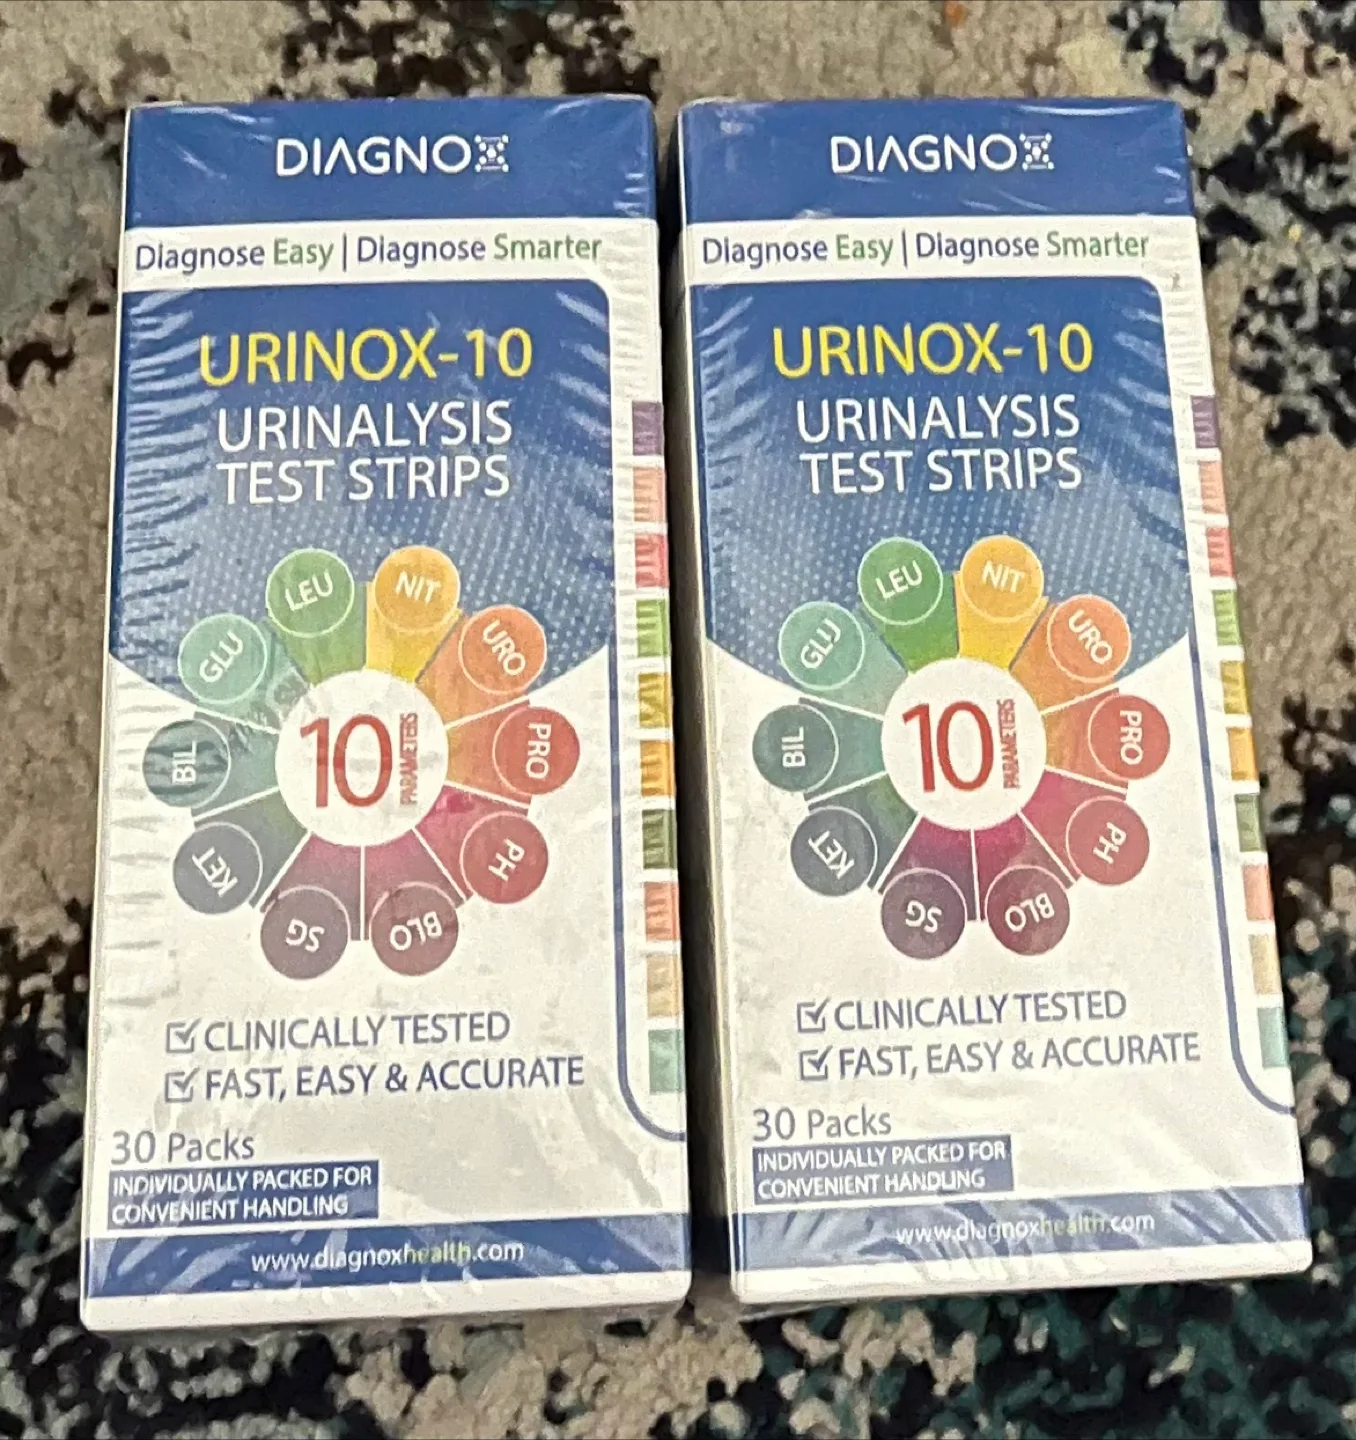 DIAGNOX
Diagnose Easy | Diagnose Smarter
URINOX-10
URINALYSIS
TEST STRIPS
LEU
NIT
GLU
URO
BIL
10
PARAMETERS
PRO
KET
PH
SG
BLO
CLINICALLY TESTED
FAST, EASY & ACCURATE
30 Packs
INDIVIDUALLY PACKED FOR
CONVENIENT HANDLING
www.diagnoxhealth.com
DIAGNOX
Diagnose Easy | Diagnose Smarter
URINOX-10
URINALYSIS
TEST STRIPS
LEU
NIT
GLU
URO
BIL
10
PARAMETERS
PRO
KET
PH
SG
BLO
CLINICALLY TESTED
FAST, EASY & ACCURATE
30 Packs
INDIVIDUALLY PACKED FOR
CONVENIENT HANDLING
www.diagnoxhealth.com